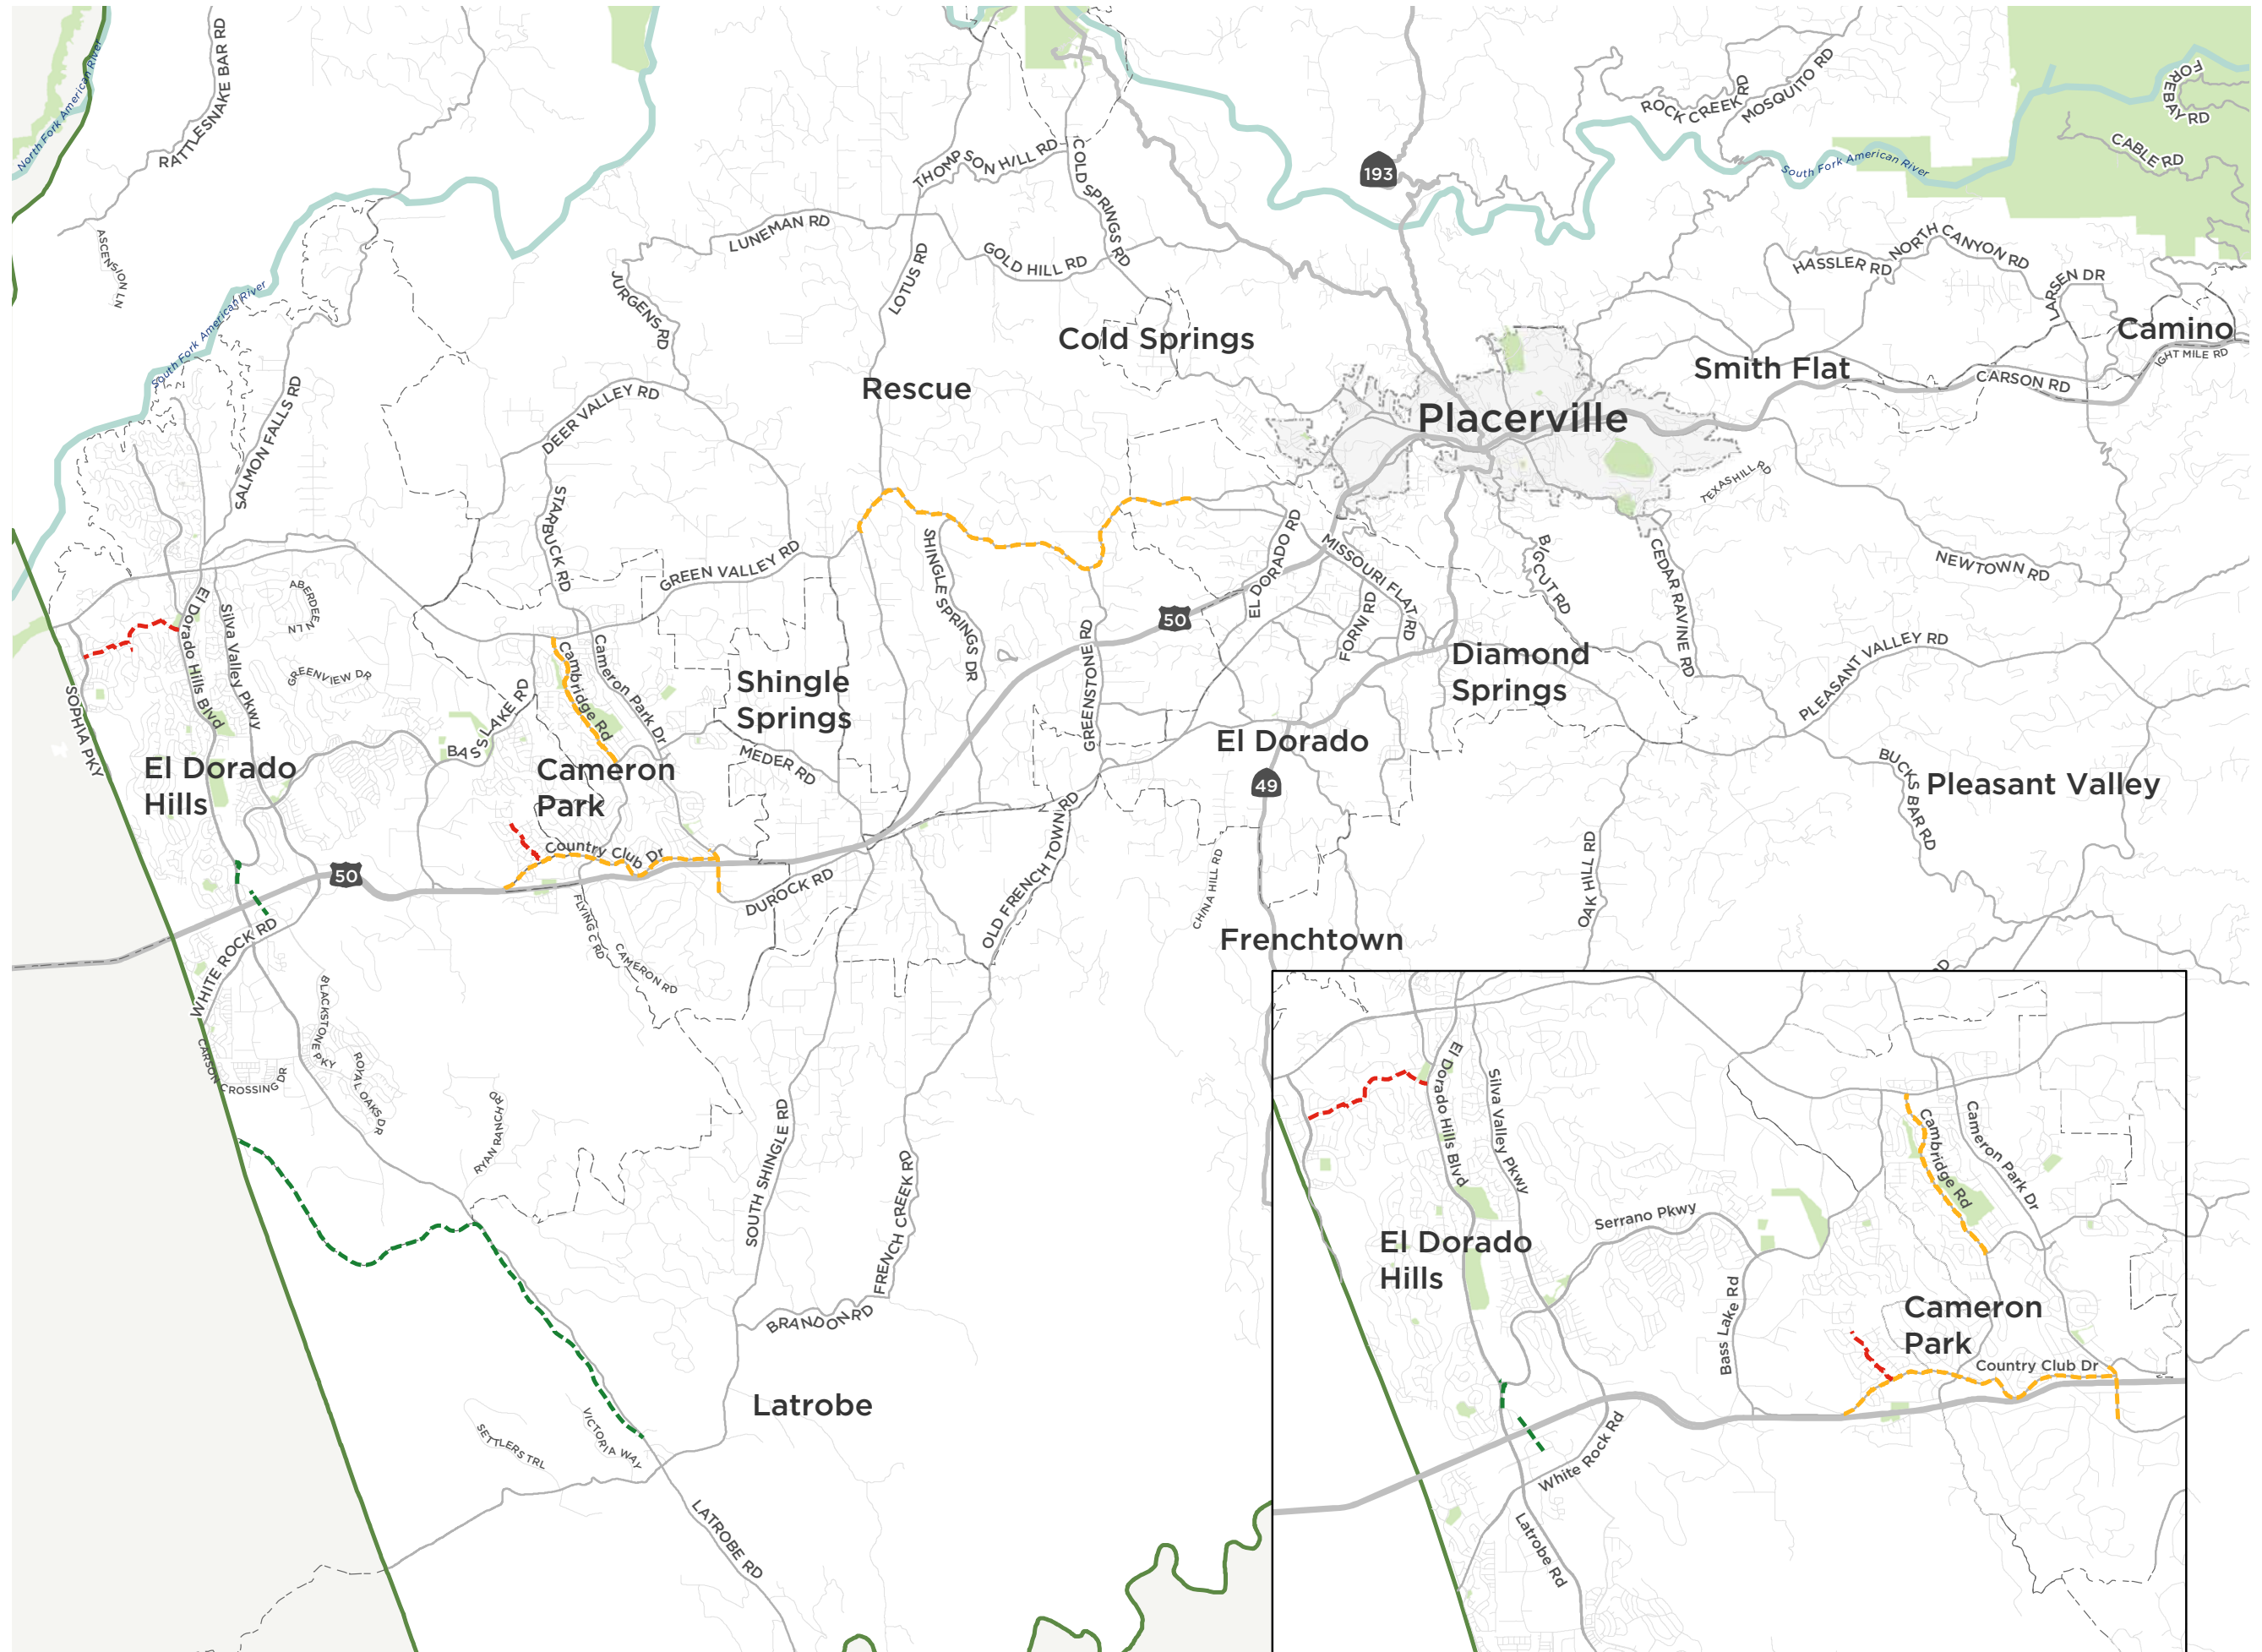 RATTLESNAKE BAR RD
North Fork American River
ROCK CREEK RD
MOSQUITO RD
FOREBAY RD
CABLE RD
South Fork American River
193
THOMPSON HILL RD
COLD SPRINGS RD
LUNEMAN RD
GOLD HILL RD
LOTUS RD
JURGENS RD
ASCENSION LN
South Fork American River
HASSLER RD
NORTH CANYON RD
LARSEN DR
Camino
Cold Springs
Smith Flat
IGHT MILE RD
CARSON RD
Rescue
Placerville
DEER VALLEY RD
SALMON FALLS RD
STARBUCK RD
TEXAS HILL RD
GREEN VALLEY RD
SHINGLE SPRINGS DR
EL DORADO RD
MISSOURI FLAT RD
BIG CUT RD
CEDAR RAVINE RD
NEWTOWN RD
ABERDEEN LN
El Dorado Hills Blvd
Silva Valley Pkwy
50
FORNI RD
GREENSTONE RD
Cambridge Rd
Cameron Park Dr
GREENVIEW DR
SOPHIA PKY
BASS LAKE RD
Shingle
Springs
Diamond
Springs
PLEASANT VALLEY RD
El Dorado
MEDER RD
El Dorado
Hills
Cameron
Park
49
BUCKS BAR RD
Pleasant Valley
OLD FRENCH TOWN RD
Country Club Dr
50
DUROCK RD
CHINA HILL RD
OAK HILL RD
FLYING C RD
CAMERON RD
Frenchtown
WHITE ROCK RD
BLACKSTONE PKY
ROYAL OAKS DR
CARSON CROSSING DR
RYAN RANCH RD
SOUTH SHINGLE RD
FRENCH CREEK RD
BRANDON RD
Latrobe
SETTLERS TRL
VICTORIA WAY
LATROBE RD
El Dorado Hills Blvd
Silva Valley Pkwy
Cambridge Rd
Cameron Park Dr
Serrano Pkwy
El Dorado
Hills
Bass Lake Rd
Cameron
Park
Country Club Dr
White Rock Rd
Latrobe Rd